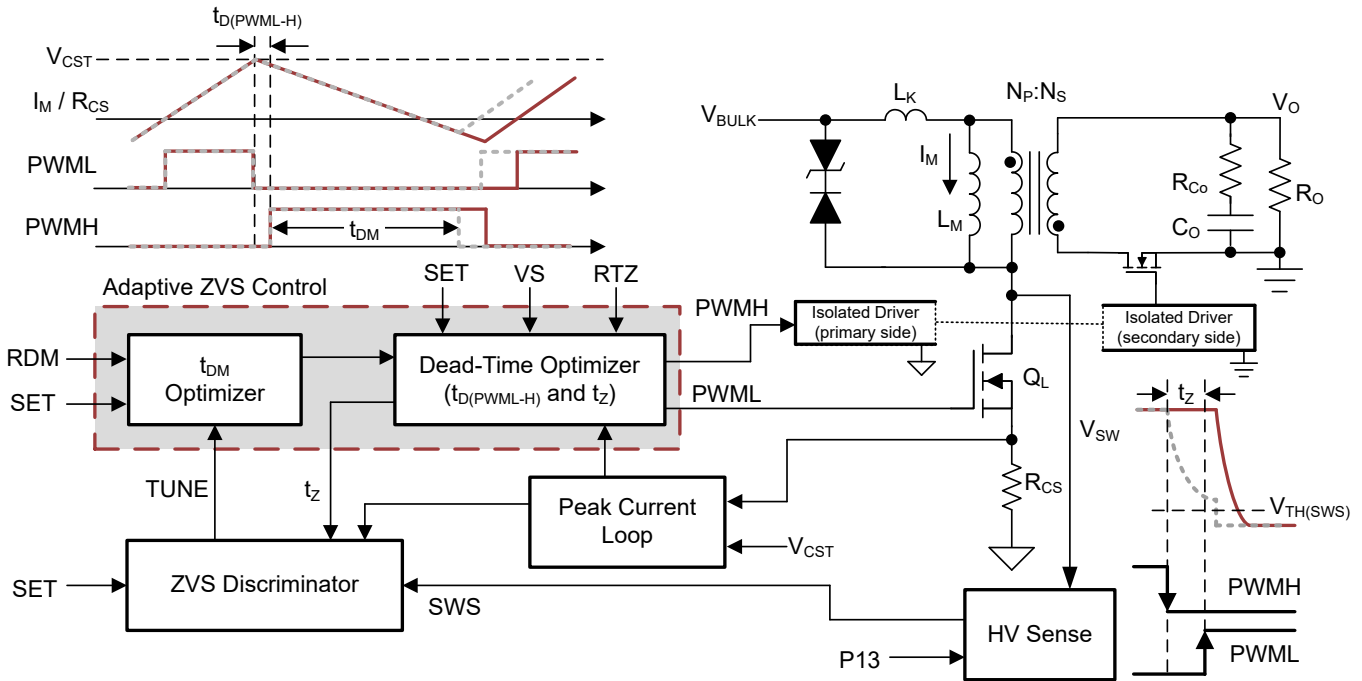 tD(PWML-H)
VCST
IM / RCS
PWML
PWMH
tDM
LK
NP:NS
VO
VBULK
IM
LM
RCo
CO
RO
SET
VS
RTZ
Adaptive ZVS Control
RDM
SET
tDM
Optimizer
Dead-Time Optimizer
(tD(PWML-H) and tZ)
PWMH
PWML
Isolated Driver
(primary side)
Isolated Driver
(secondary side)
QL
VSW
tZ
VTH(SWS)
RCS
TUNE
tZ
Peak Current
Loop
VCST
SET
ZVS Discriminator
SWS
HV Sense
P13
PWMH
PWML